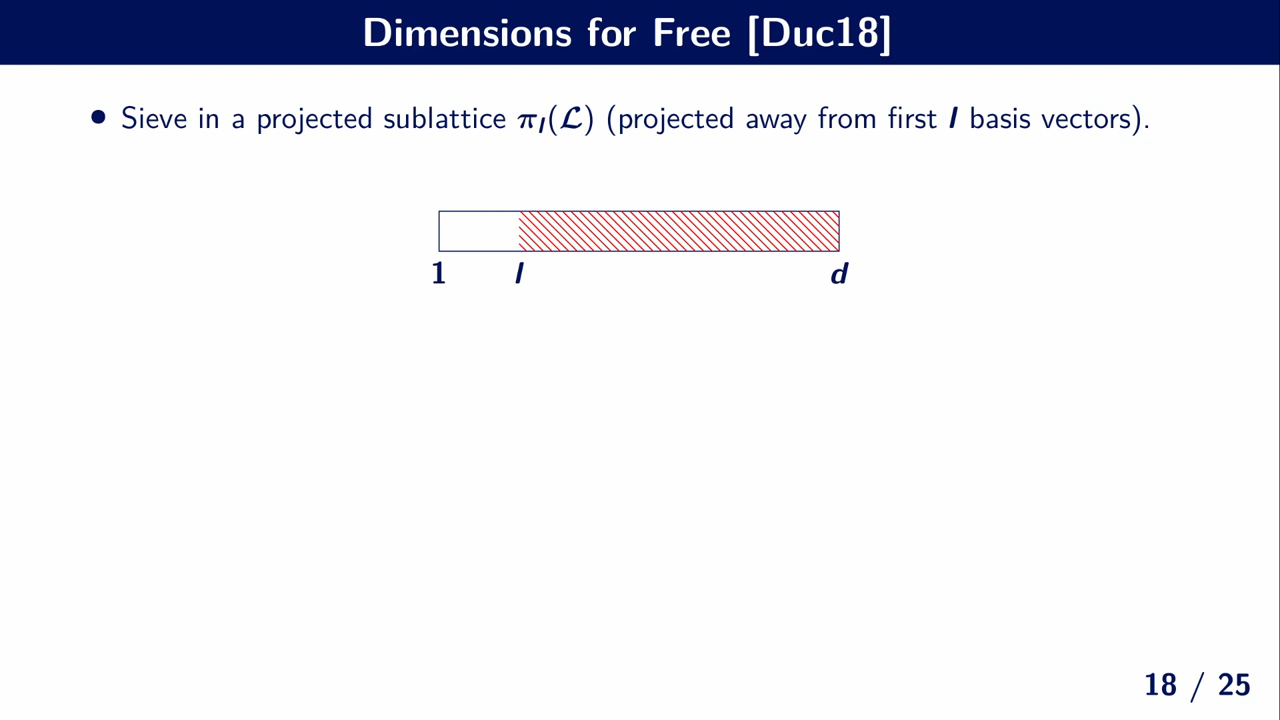 Dimensions for Free [Duc18]
• Sieve in a projected sublattice π_l(𝓛) (projected away from first l basis vectors).
1 l d
18 / 25